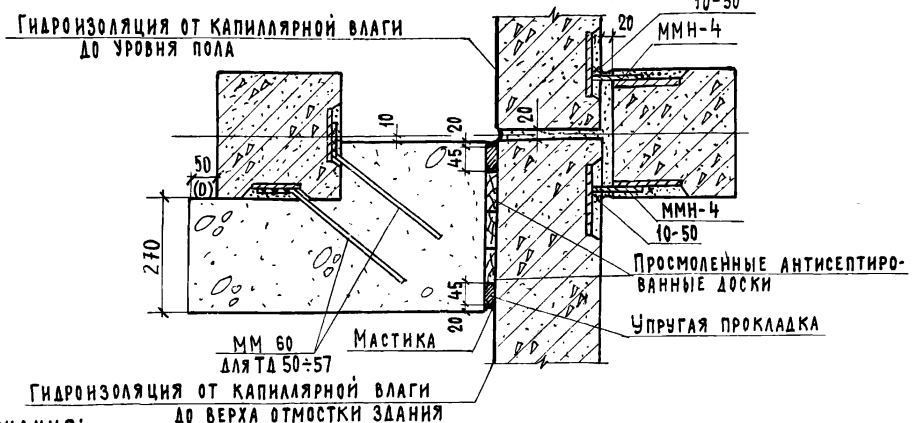 10-50
Гидроизоляция от капиллярной влаги
до уровня пола
20
ММН-4
10
20
20
45
50
(0)
270
ММН-4
10-50
Просмоленные антисептиро-
ванные доски
45
20
Упругая прокладка
ММ 60
для ТД 50÷57
Мастика
Гидроизоляция от капиллярной влаги
до верха отмостки здания